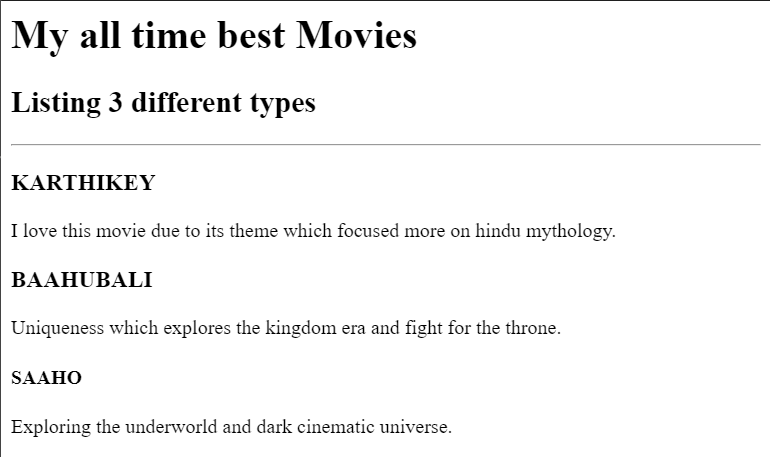 My all time best Movies
Listing 3 different types
KARTHIKEY
I love this movie due to its theme which focused more on hindu mythology.
BAAHUBALI
Uniqueness which explores the kingdom era and fight for the throne.
SAAHO
Exploring the underworld and dark cinematic universe.